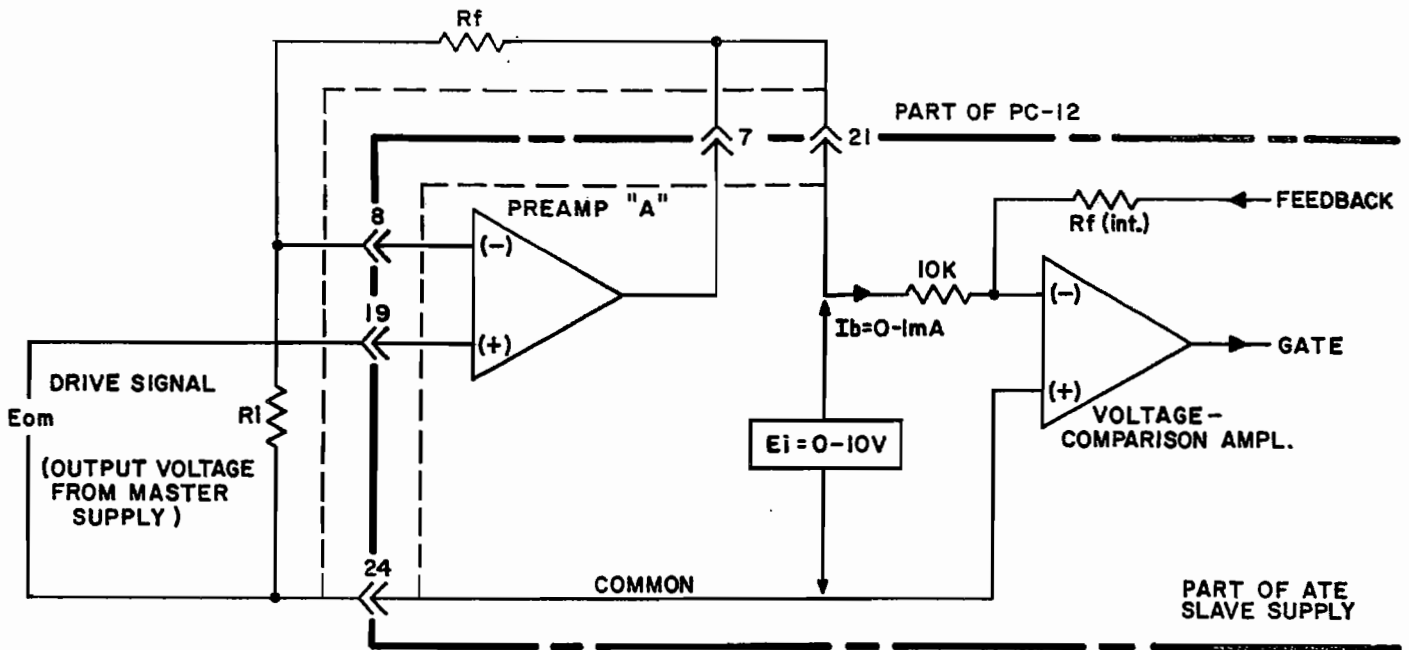 Rf
PART OF PC-12
7
21
PREAMP "A"
8
(-)
Rf (int.)
FEEDBACK
10K
(-)
19
(+)
Ib=0-1mA
GATE
DRIVE SIGNAL
Eom
Ri
(+)
VOLTAGE-
COMPARISON AMPL.
Ei = 0-10V
(OUTPUT VOLTAGE
FROM MASTER
SUPPLY)
24
COMMON
PART OF ATE
SLAVE SUPPLY